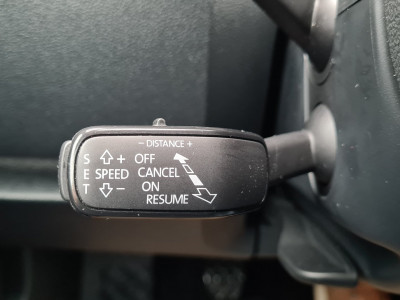 - DISTANCE +
S + OFF
E SPEED CANCEL
T - ON
RESUME